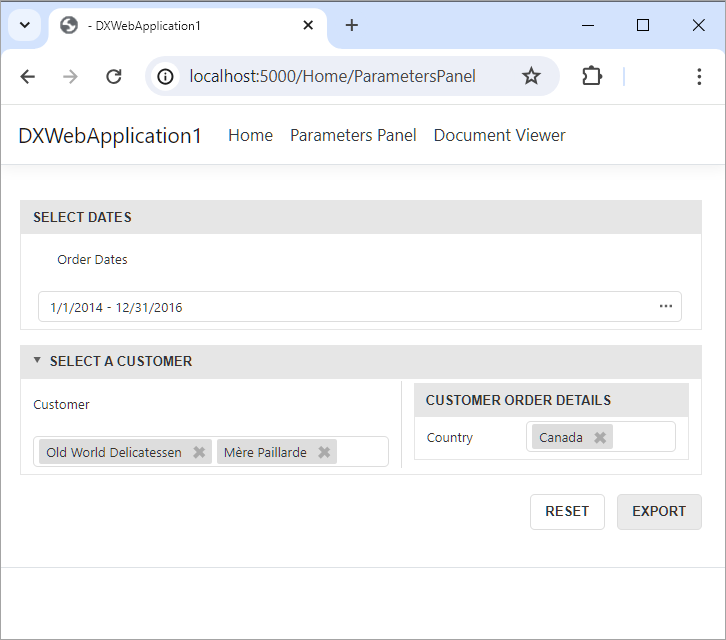 - DXWebApplication1
localhost:5000/Home/ParametersPanel
DXWebApplication1 Home Parameters Panel Document Viewer
SELECT DATES
Order Dates
1/1/2014 - 12/31/2016
SELECT A CUSTOMER
Customer
Old World Delicatessen Mère Paillarde
CUSTOMER ORDER DETAILS
Country Canada
RESET EXPORT